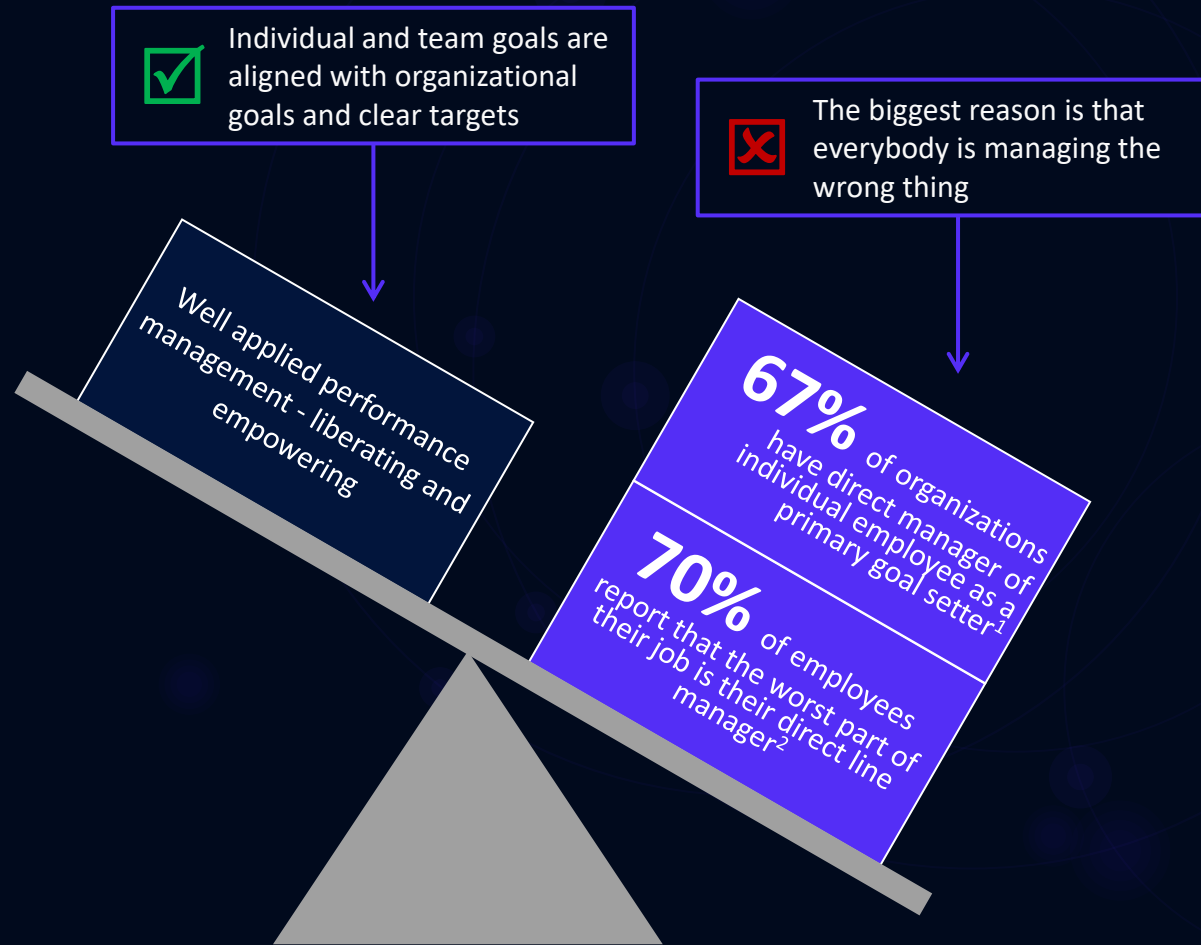 Individual and team goals are
aligned with organizational
goals and clear targets
The biggest reason is that
everybody is managing the
wrong thing
Well applied performance
management - liberating and
empowering
67% of organizations
have direct manager of
individual employee as a
primary goal setter¹
70% of employees
report that the worst part of
their job is their direct line
manager²